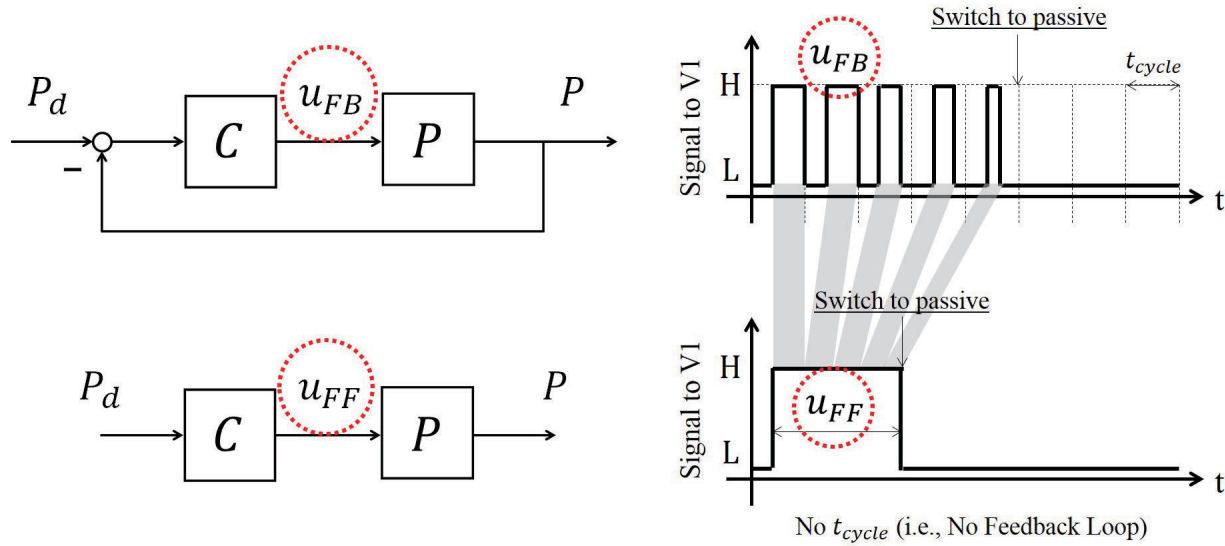 P_d
−
C
u_FB
P
P
Switch to passive
u_FB
t_cycle
Signal to V1
H
L
t
P_d
C
u_FF
P
P
Switch to passive
Signal to V1
H
u_FF
L
t
No t_cycle (i.e., No Feedback Loop)